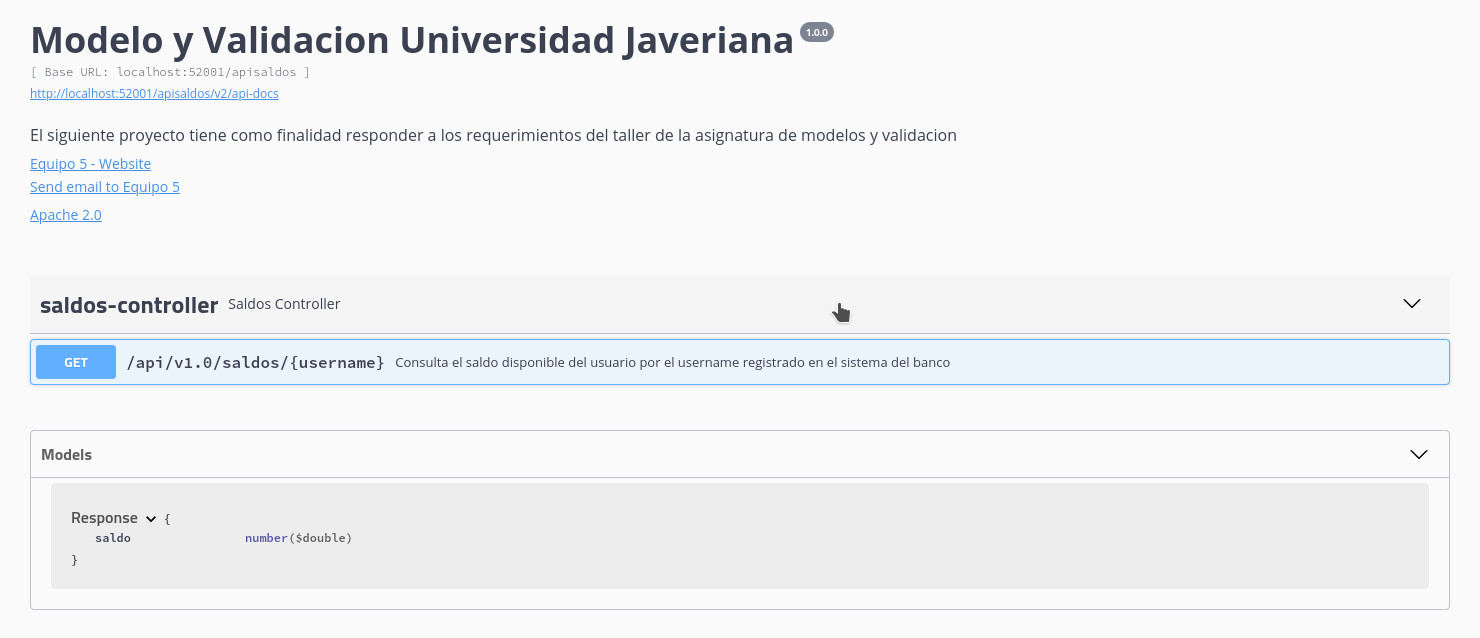 Modelo y Validacion Universidad Javeriana 1.0.0
[ Base URL: localhost:52001/apisaldos ]
http://localhost:52001/apisaldos/v2/api-docs
El siguiente proyecto tiene como finalidad responder a los requerimientos del taller de la asignatura de modelos y validacion
Equipo 5 - Website
Send email to Equipo 5
Apache 2.0
saldos-controller Saldos Controller
GET /api/v1.0/saldos/{username} Consulta el saldo disponible del usuario por el username registrado en el sistema del banco
Models
Response {
saldo number($double)
}